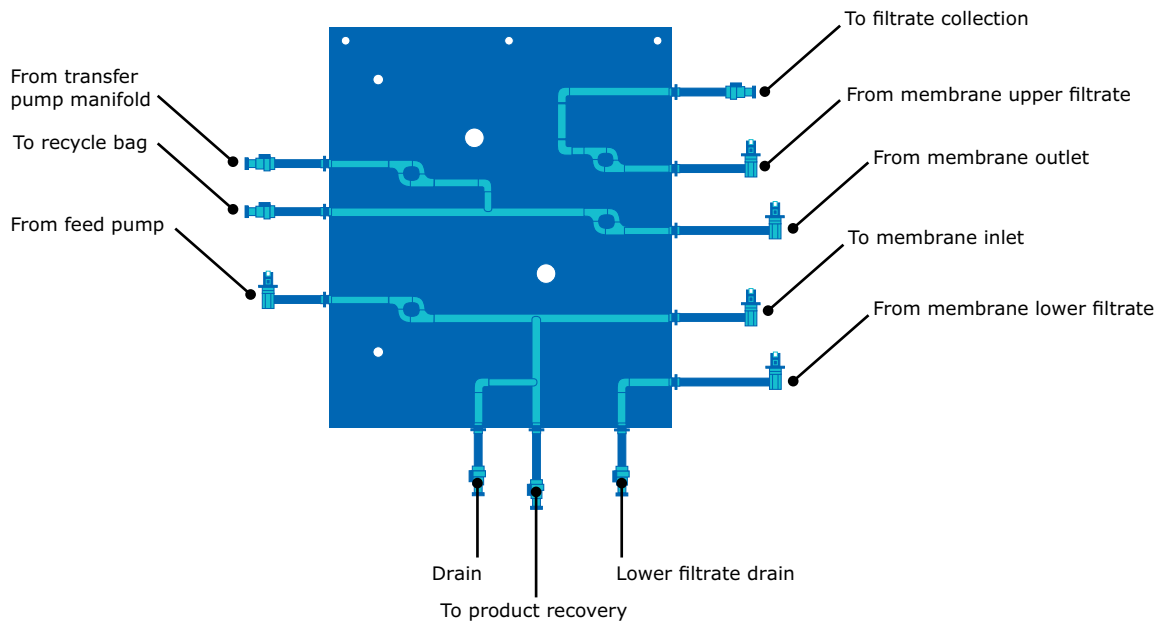 To filtrate collection
From transfer
pump manifold
From membrane upper filtrate
To recycle bag
From membrane outlet
From feed pump
To membrane inlet
From membrane lower filtrate
Drain
Lower filtrate drain
To product recovery